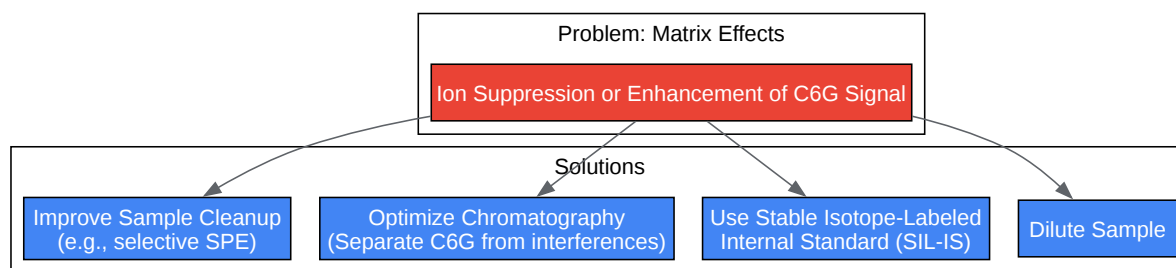 Problem: Matrix Effects
Ion Suppression or Enhancement of C6G Signal
Solutions
Improve Sample Cleanup
(e.g., selective SPE)
Optimize Chromatography
(Separate C6G from interferences)
Use Stable Isotope-Labeled
Internal Standard (SIL-IS)
Dilute Sample